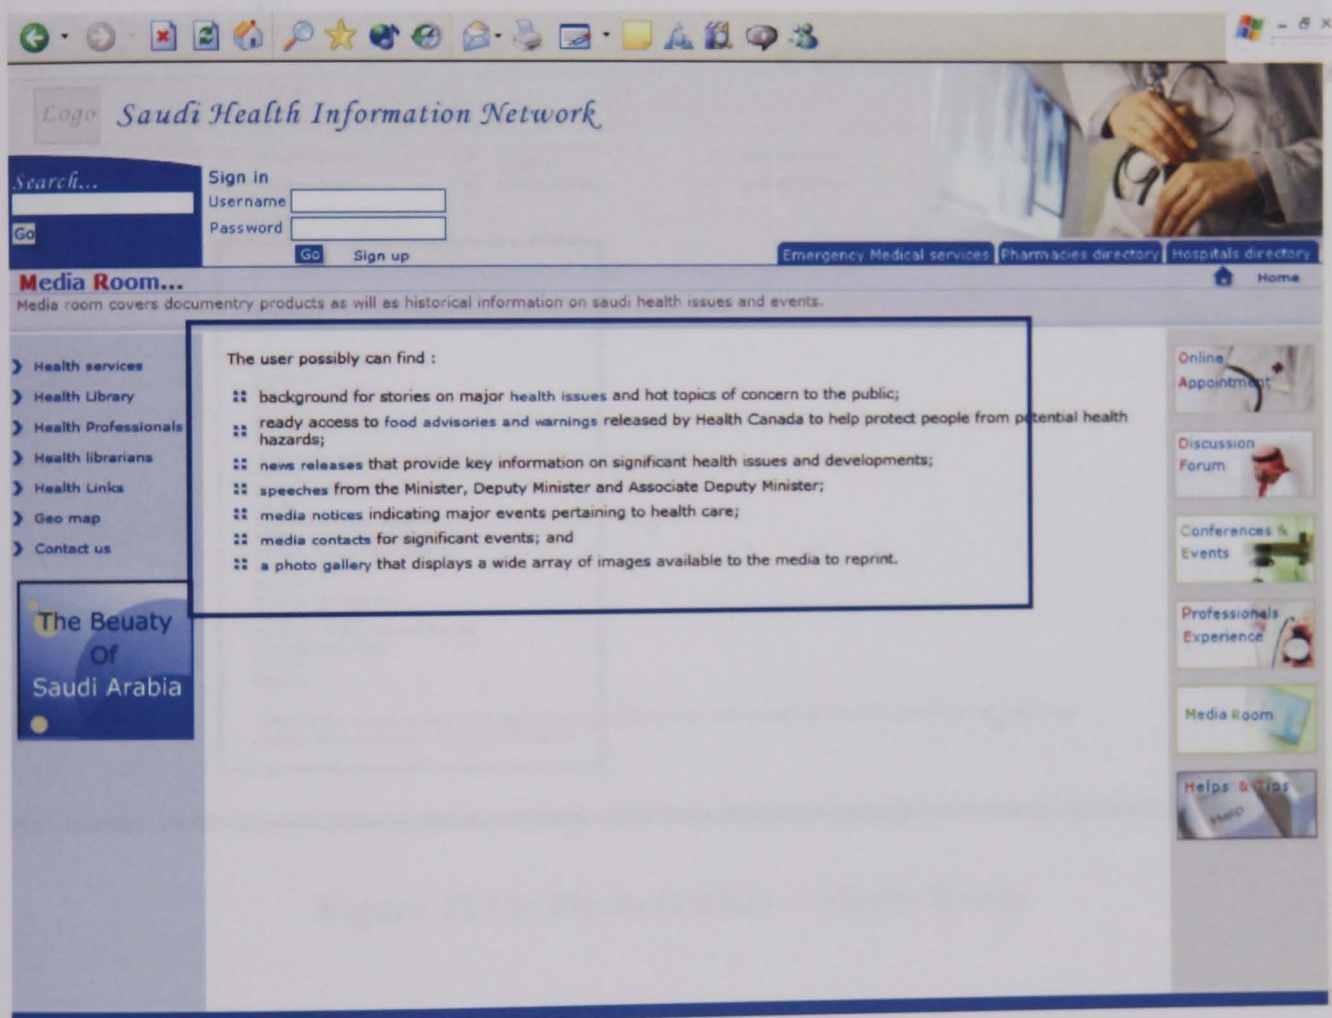 Logo
Saudi Health Information Network
Search...
Go
Sign in
Username
Password
Go Sign up
Emergency Medical services Pharmacies directory Hospitals directory
Media Room...
Home
Media room covers documentry products as will as historical information on saudi health issues and events.
Health services
Health Library
Health Professionals
Health librarians
Health Links
Geo map
Contact us
The Beuaty
Of
Saudi Arabia
The user possibly can find :
background for stories on major health issues and hot topics of concern to the public;
ready access to food advisories and warnings released by Health Canada to help protect people from potential health
hazards;
news releases that provide key information on significant health issues and developments;
speeches from the Minister, Deputy Minister and Associate Deputy Minister;
media notices indicating major events pertaining to health care;
media contacts for significant events; and
a photo gallery that displays a wide array of images available to the media to reprint.
Online
Appointment
Discussion
Forum
Conferences &
Events
Professionals
Experience
Media Room
Helps & Tips
Help